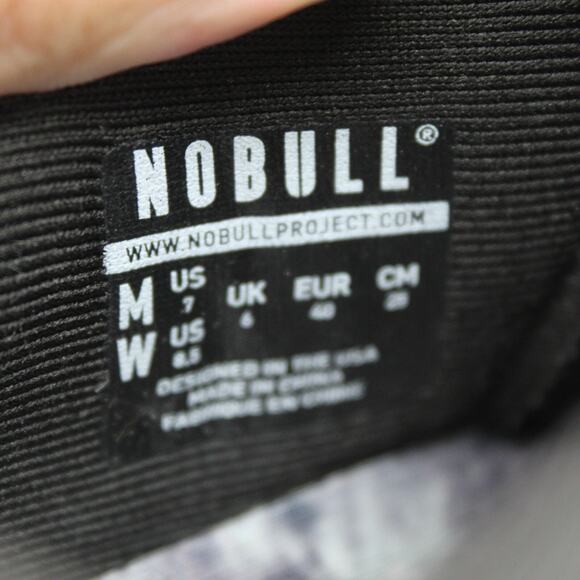 NOBULL®
WWW.NOBULLPROJECT.COM
M US 7 UK 6 EUR 40 CM
W US 8.5
DESIGNED IN THE USA
MADE IN CHINA
FABRIQUE EN CHINE